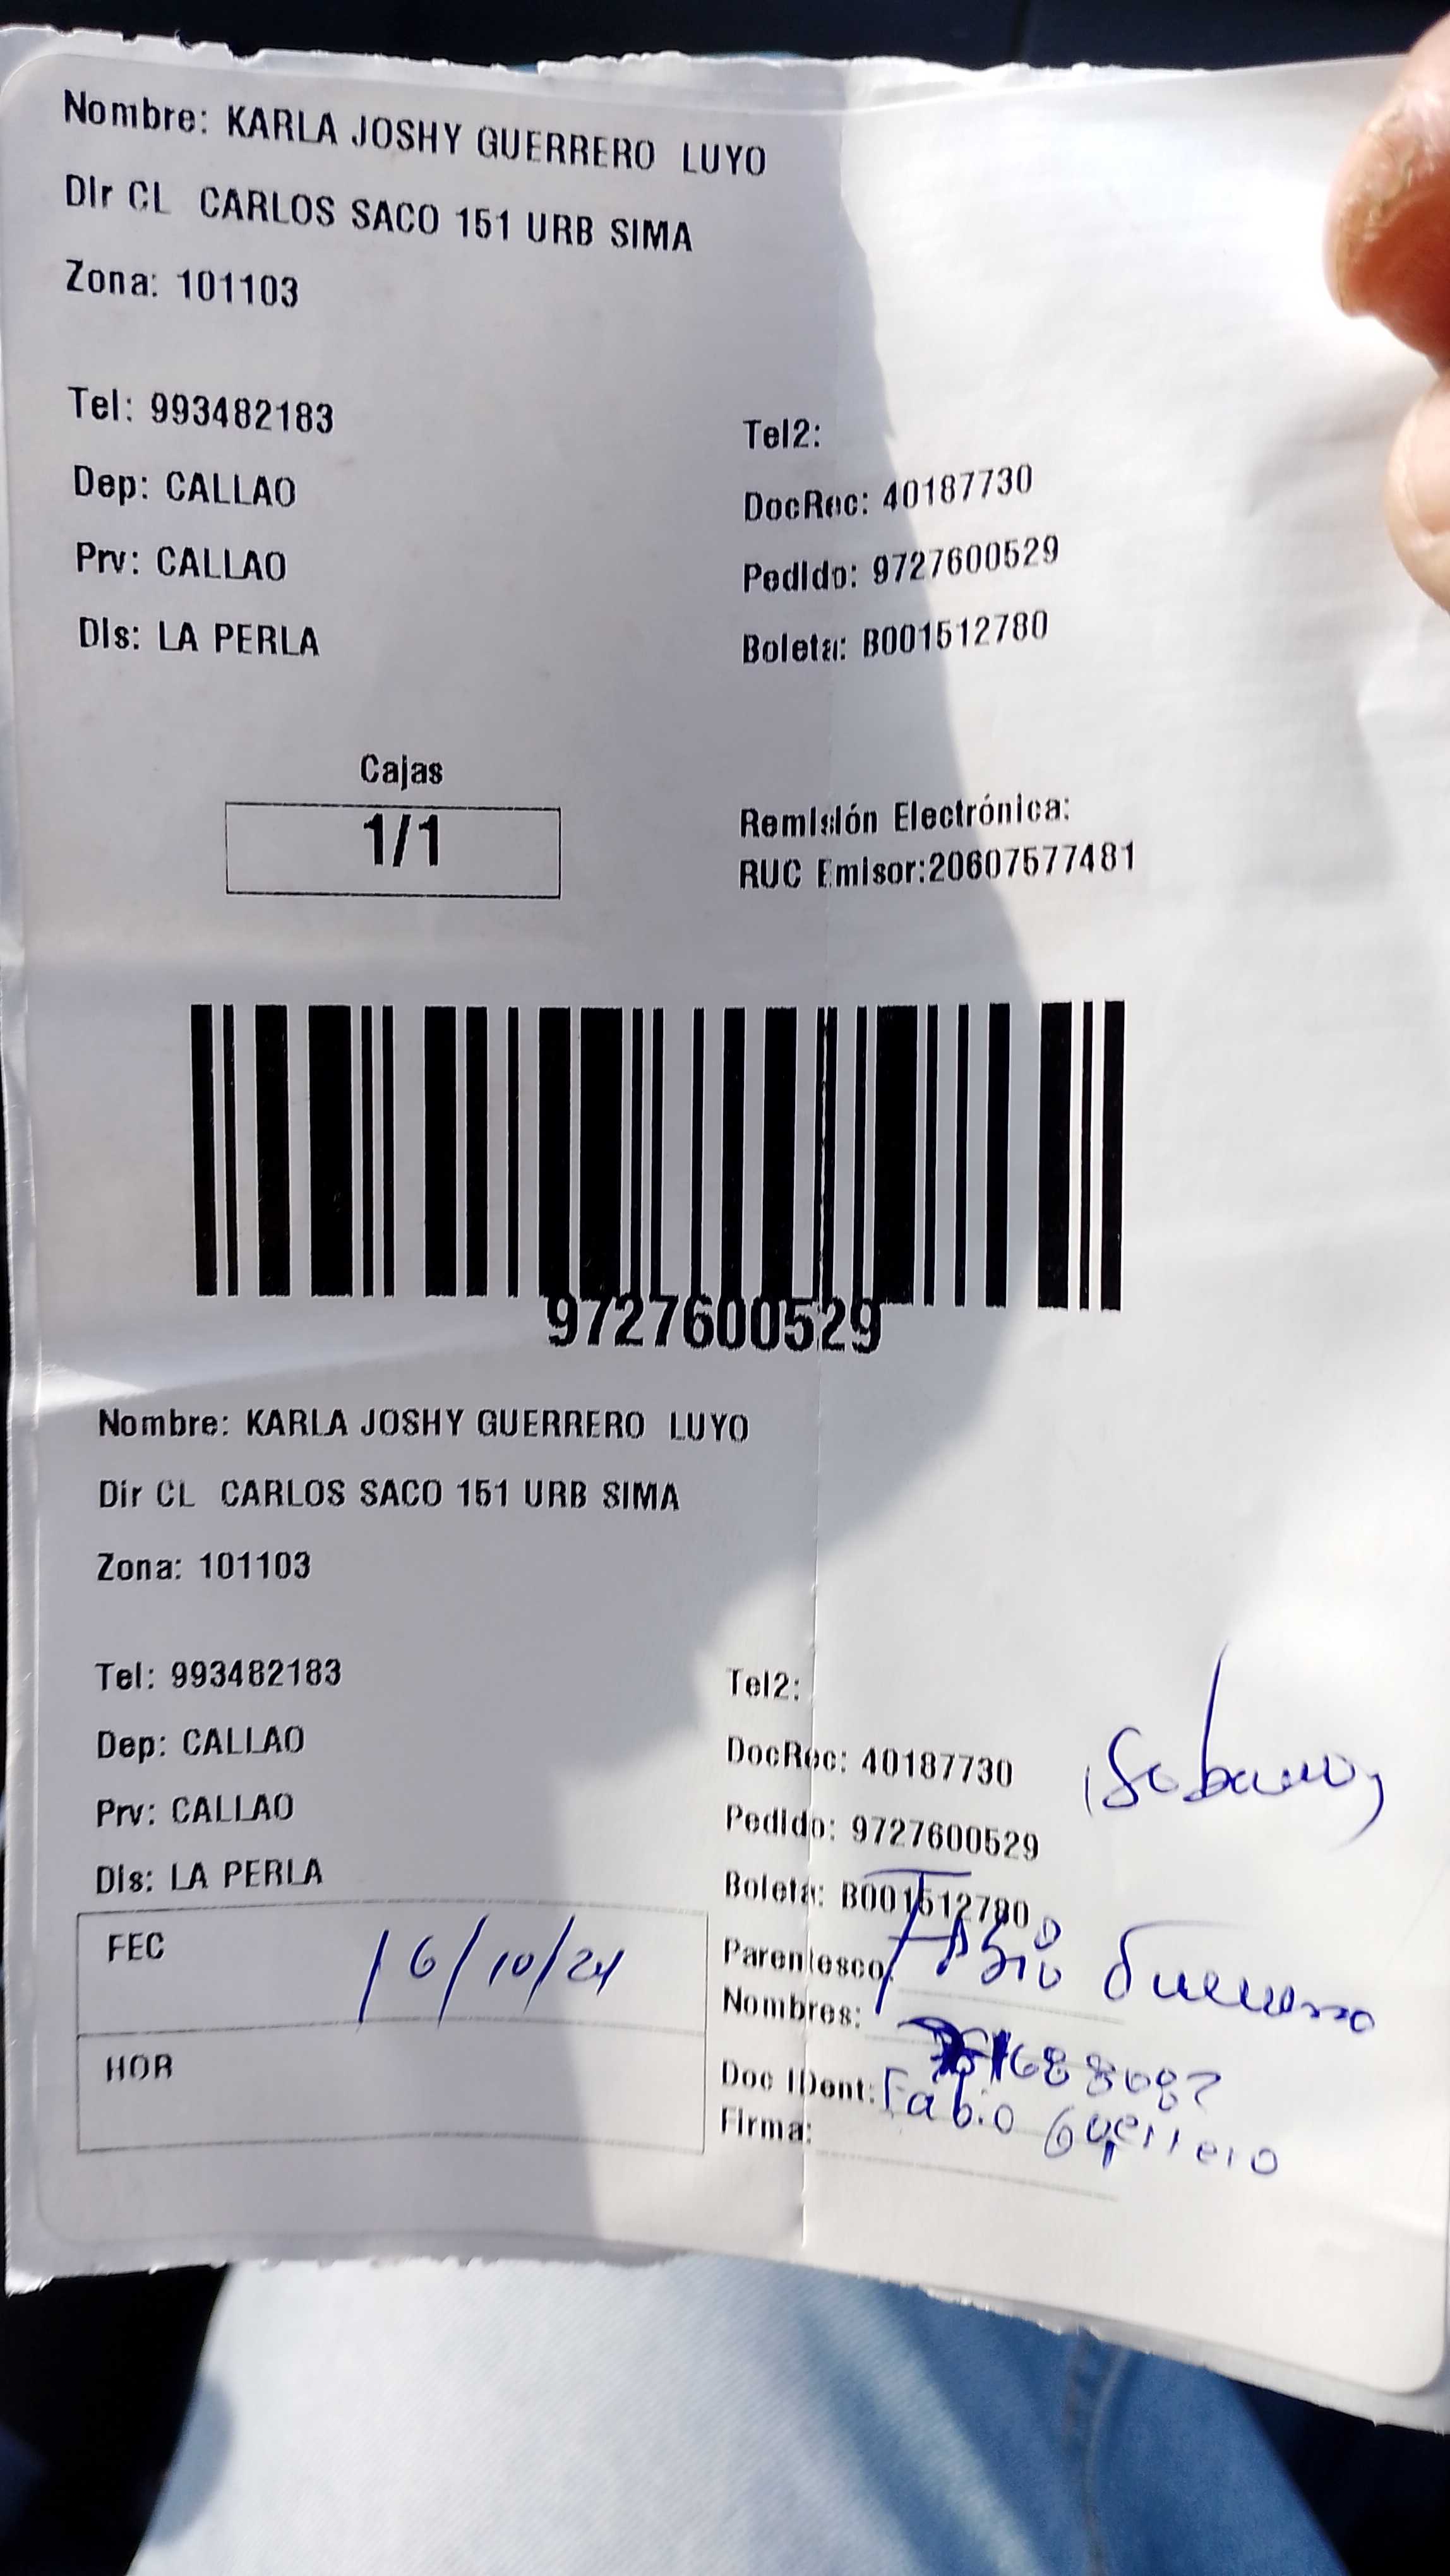 Nombre: KARLA JOSHY GUERRERO LUYO
Dir CL CARLOS SACO 151 URB SIMA
Zona: 101103
Tel: 993482183
Tel2:
Dep: CALLAO
DocRec: 40187730
Prv: CALLAO
Pedido: 9727600529
Dis: LA PERLA
Boleta: B001512780
Cajas
1/1
Remisión Electrónica:
RUC Emisor:20607577481
9727600529
Nombre: KARLA JOSHY GUERRERO LUYO
Dir CL CARLOS SACO 151 URB SIMA
Zona: 101103
Tel: 993482183
Tel2:
Dep: CALLAO
DocRec: 40187730
Prv: CALLAO
Pedido: 9727600529
Dis: LA PERLA
Boleta: B001512780
FEC 16/10/24
Parentesco:
Nombres:
HOR
Doc IDent: Fabio Guerrero
Firma: